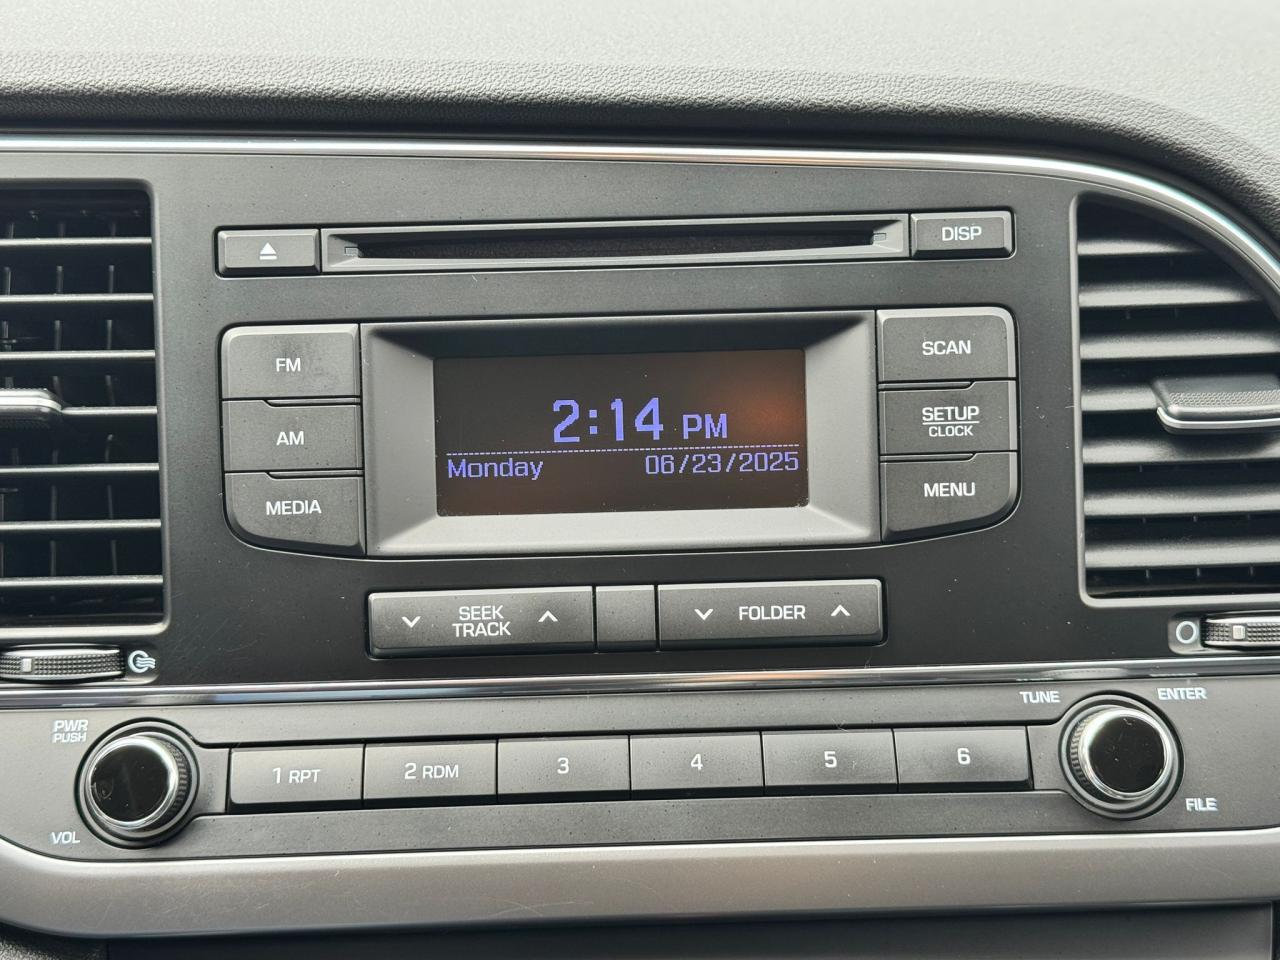 DISP
FM
AM
MEDIA
2:14 PM
Monday 06/23/2025
SCAN
SETUP
CLOCK
MENU
SEEK
TRACK
FOLDER
PWR
PUSH
VOL
1 RPT
2 RDM
3
4
5
6
TUNE
ENTER
FILE